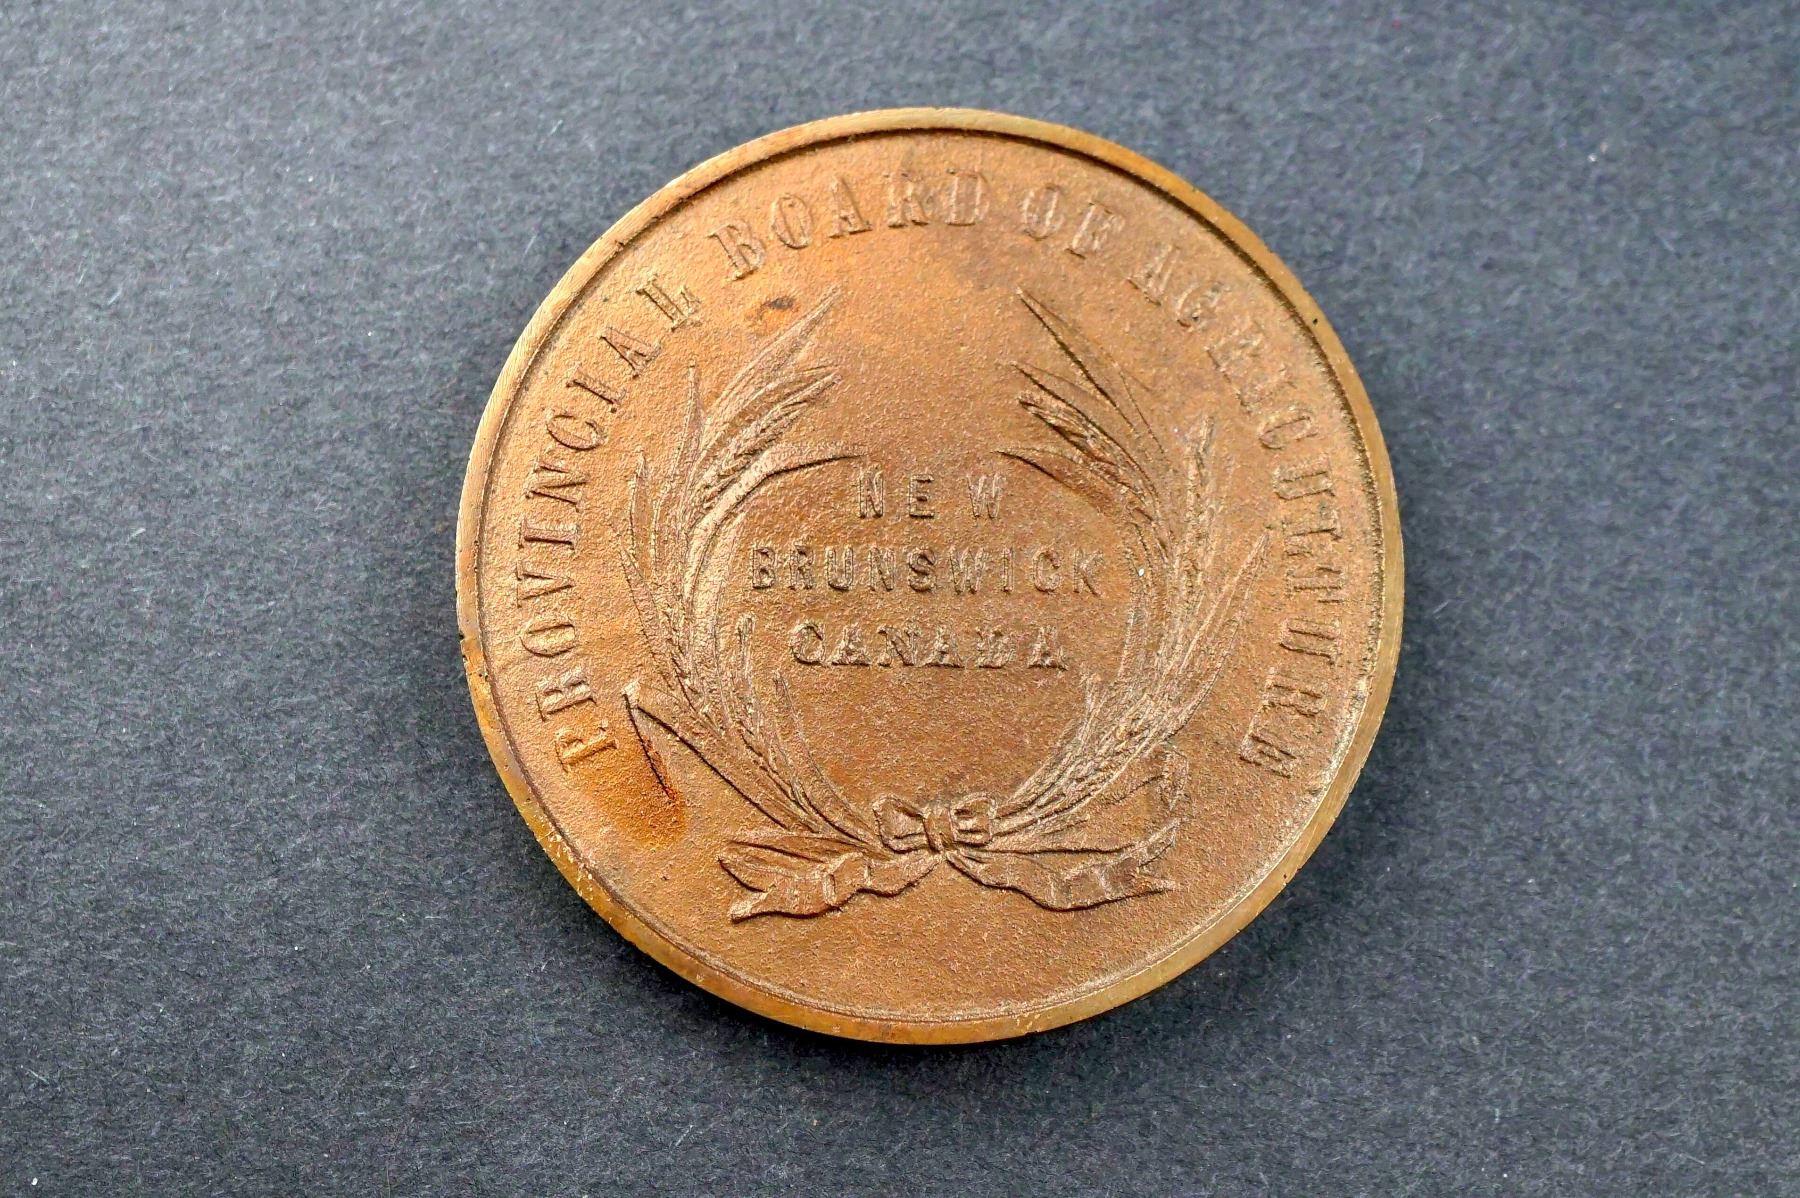 PROVINCIAL BOARD OF AGRICULTURE
NEW
BRUNSWICK
CANADA